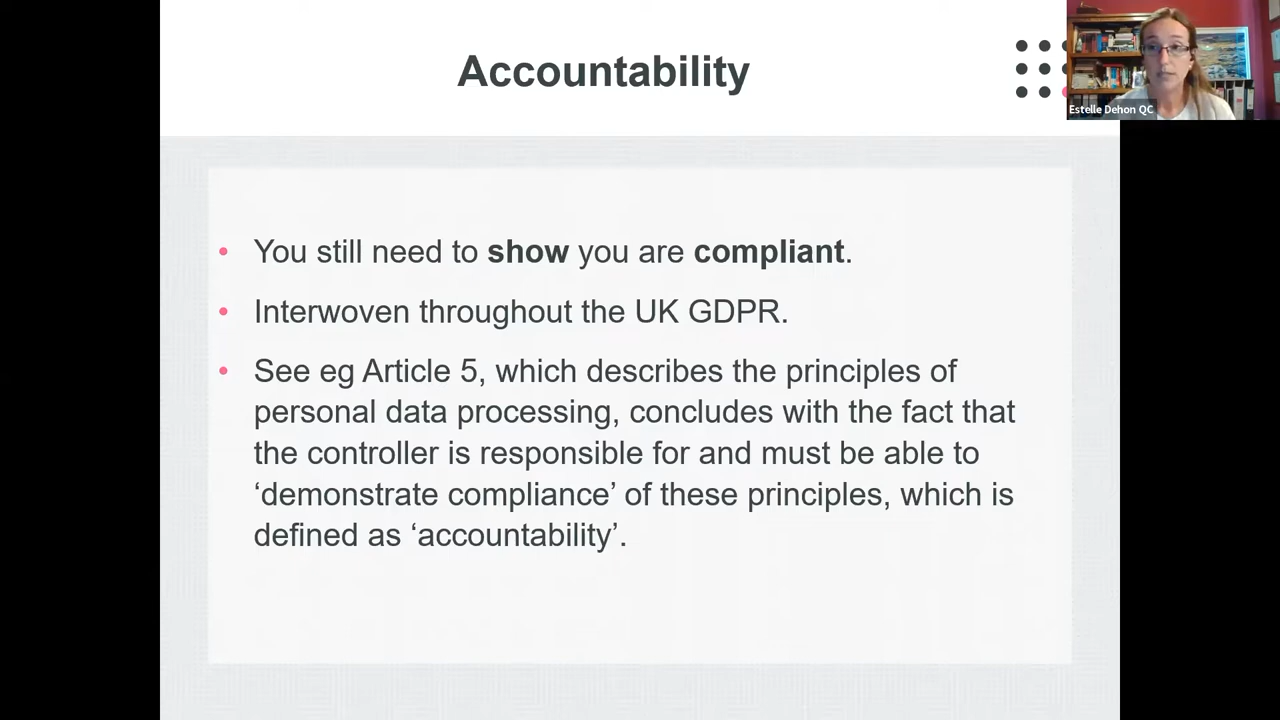 Accountability
Estelle Dehon QC
• You still need to show you are compliant.
• Interwoven throughout the UK GDPR.
• See eg Article 5, which describes the principles of
personal data processing, concludes with the fact that
the controller is responsible for and must be able to
‘demonstrate compliance’ of these principles, which is
defined as ‘accountability’.